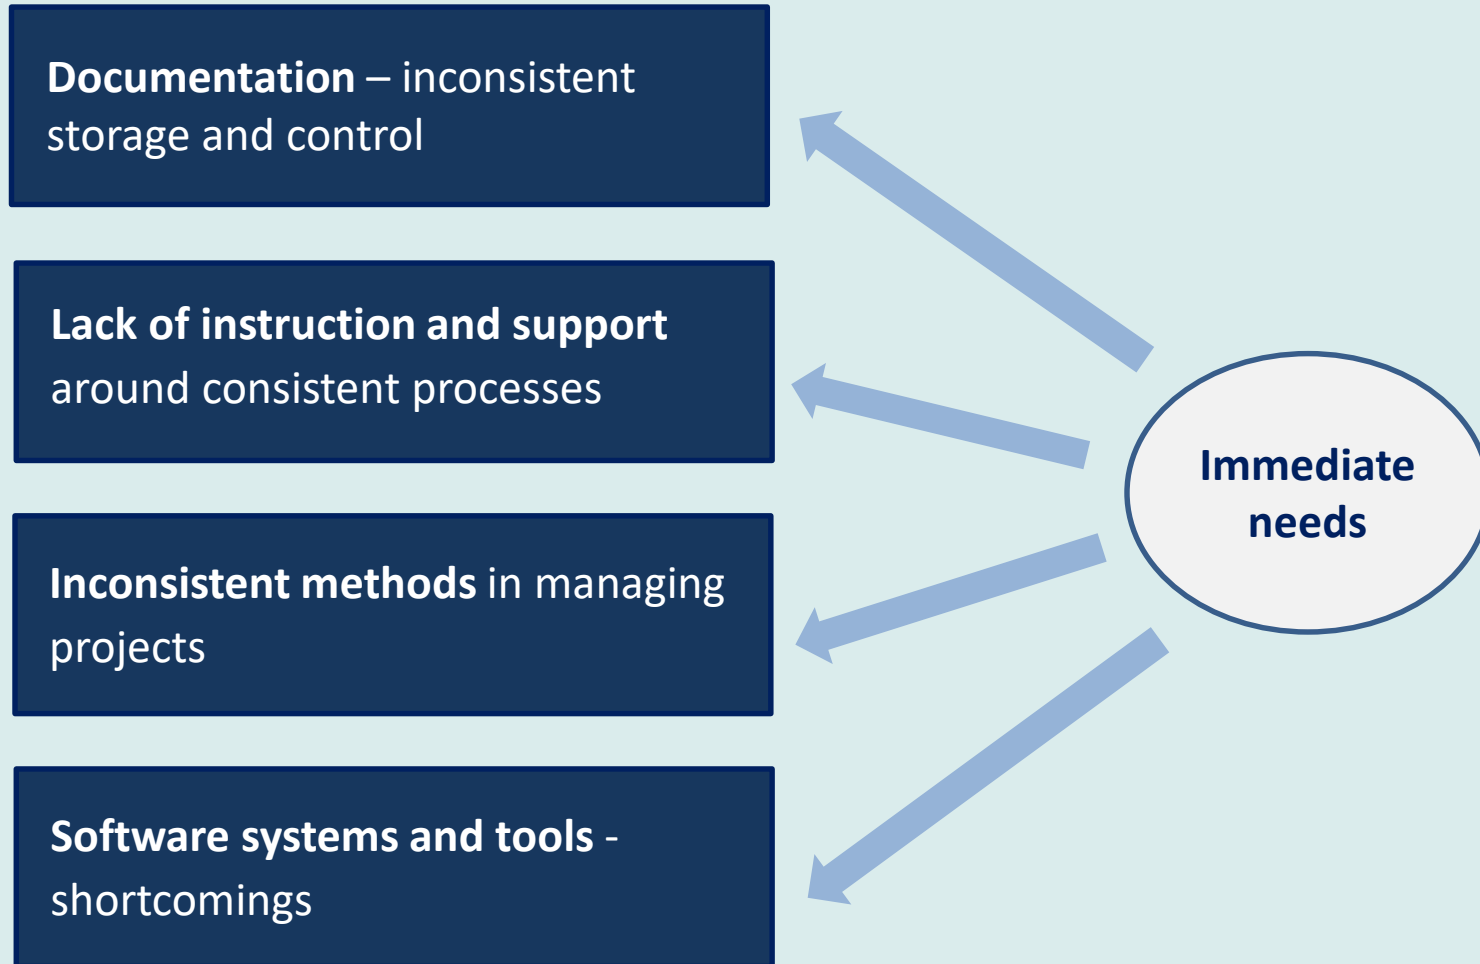 Documentation – inconsistent
storage and control
Lack of instruction and support
around consistent processes
Inconsistent methods in managing
projects
Software systems and tools -
shortcomings
Immediate
needs